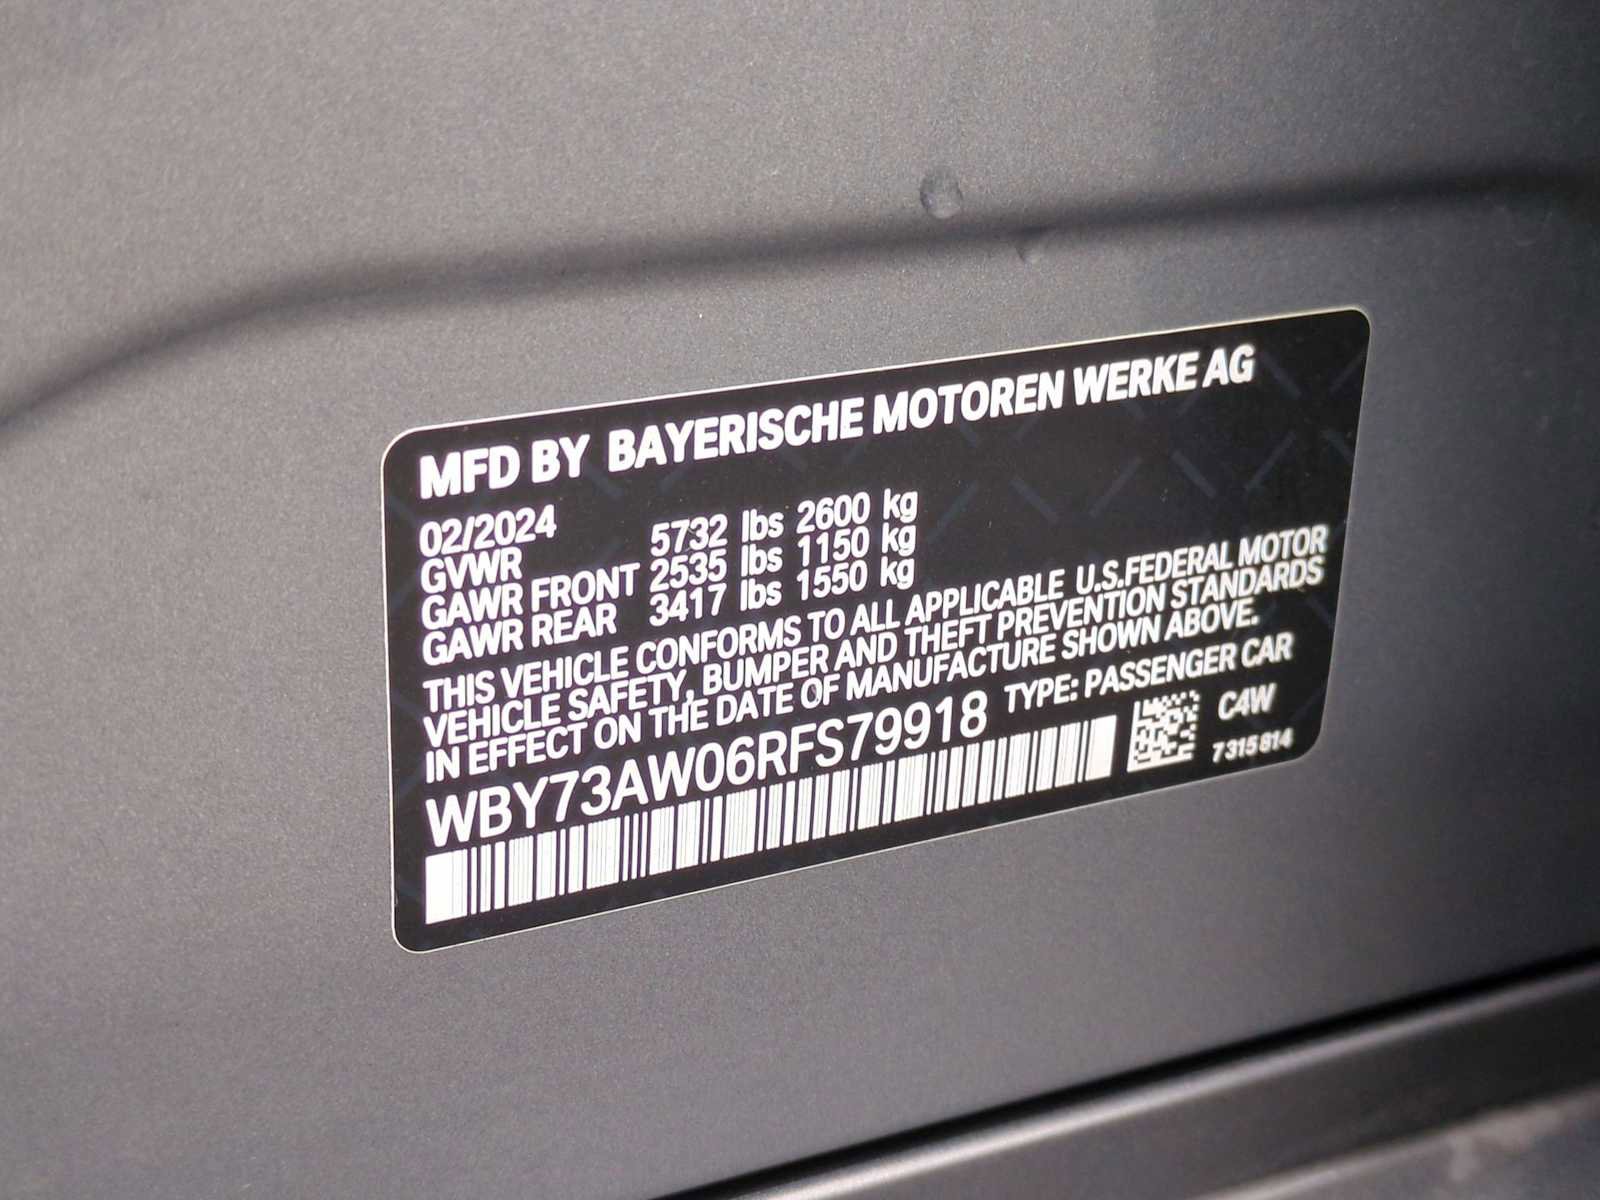 MFD BY BAYERISCHE MOTOREN WERKE AG
02/2024
GVWR 5732 lbs 2600 kg
GAWR FRONT 2535 lbs 1150 kg
GAWR REAR 3417 lbs 1550 kg
THIS VEHICLE CONFORMS TO ALL APPLICABLE U.S.FEDERAL MOTOR
VEHICLE SAFETY, BUMPER AND THEFT PREVENTION STANDARDS
IN EFFECT ON THE DATE OF MANUFACTURE SHOWN ABOVE.
WBY73AW06RFS79918 TYPE: PASSENGER CAR
C4W
7315814